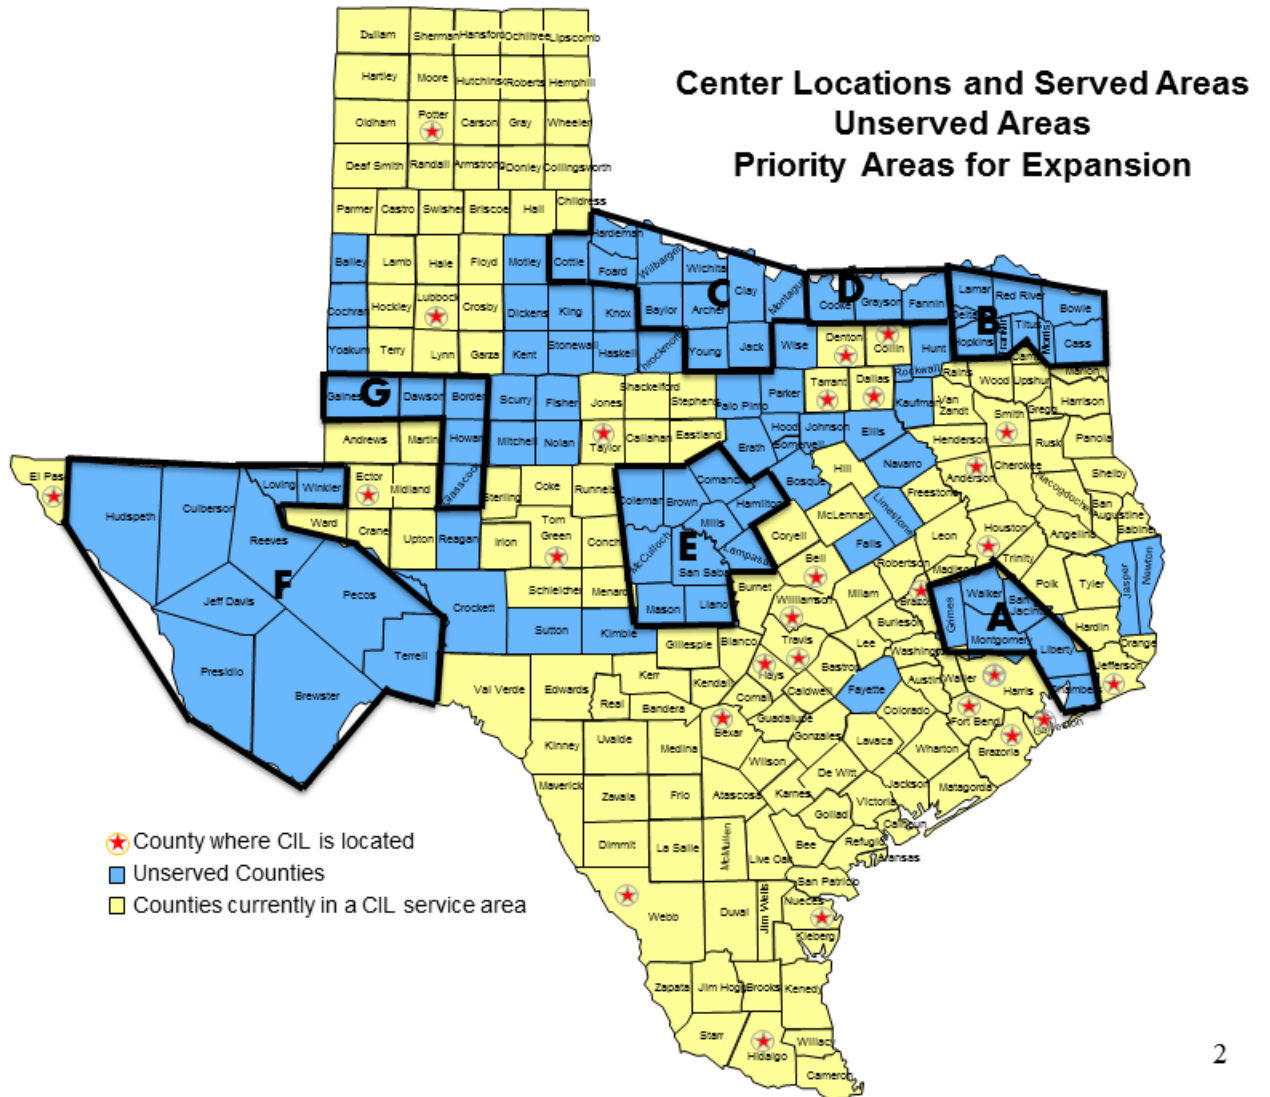 Center Locations and Served Areas
Unserved Areas
Priority Areas for Expansion
Dallam Sherman Hansford Ochiltree Lipscomb
Hartley Moore Hutchins Roberts Hemphill
Oldham Potter Carson Gray Wheeler
Deaf Smith Randall Armstrong Donley Collingsworth
Parmer Castro Swisher Briscoe Hall Childress
Bailey Lamb Hale Floyd Motley Cottle Hardeman Foard Wilbarger Wichita Clay Montague
Cochran Hockley Lubbock Crosby Dickens King Knox Baylor Archer C
Cooke D Grayson Fannin Lamar Red River Bowie Delta B Titus Hopkins Franklin Morris Cass
Yoakum Terry Lynn Garza Kent Stonewall Haskell Throckmorto Young Jack Wise Denton Collin Hunt Camp
Gaines G Dawson Borden Scurry Fisher Jones Shackelford Stephens Palo Pinto Parker Tarrant Dallas Rockwall Kaufman Van Zandt Rains Wood Upshur Marion Harrison
Andrews Martin Howar Mitchell Nolan Taylor Callahan Eastland Erath Hood Somervell Johnson Ellis Henderson Smith Gregg Rusk Panola
El Pas Hudspeth Culberson Loving Winkler Ector Midland Glasscock Sterling Coke Runnels Coleman Brown Comanch Hamilton Bosque Hill Navarro Freestone Anderson Cherokee Nacogdoches Shelby San Augustine Sabine
Reeves Ward Crane Upton Reagan Irion Tom Green Conch McCulloch E Mills San Saba Lampasa Coryell McLennan Limestone Falls Leon Houston Trinity Angelina
Jeff Davis F Pecos Crockett Schleicher Menard Mason Llano Burnet Bell Williamson Milam Robertson Brazo Madison Grimes Walker San Jacinto A Montgomery Polk Tyler Jasper Newton Hardin Liberty Orange
Presidio Brewster Terrell Sutton Kimble Gillespie Blanco Travis Hays Bastrop Lee Burleson Washing Fayette Austin Waller Harris Chambers Jefferson
Val Verde Edwards Real Kerr Bandera Kendall Comal Caldwell Guadalupe Gonzales Colorado Fort Bend Galveston Brazoria
Kinney Uvalde Medina Bexar Wilson Lavaca Wharton
Maverick Zavala Frio Atascosa Karnes De Witt Jackson Matagorda
Goliad Victoria Calhoun
Dimmit La Salle McMullen Live Oak Bee Refugio Aransas
San Patricio
Webb Duval Jim Wells Nueces Kleberg
Zapata Jim Hogg Brooks Kenedy
Starr Hidalgo Willacy
Cameron
County where CIL is located
Unserved Counties
Counties currently in a CIL service area
2